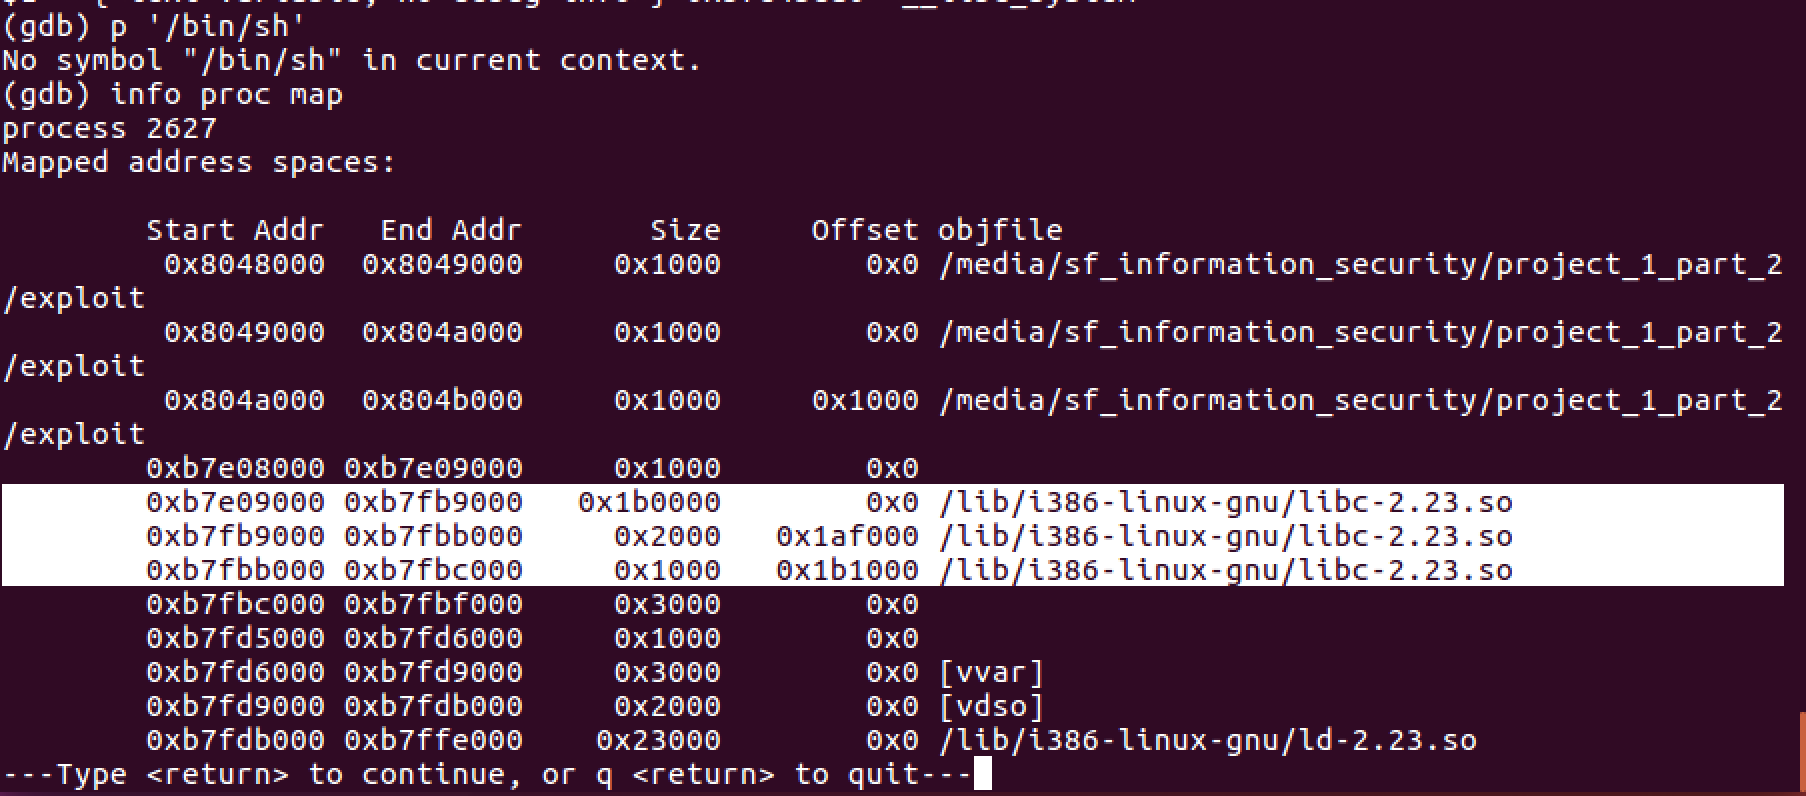 (gdb) p '/bin/sh'
No symbol "/bin/sh" in current context.
(gdb) info proc map
process 2627
Mapped address spaces:
Start Addr End Addr Size Offset objfile
0x8048000 0x8049000 0x1000 0x0 /media/sf_information_security/project_1_part_2
/exploit
0x8049000 0x804a000 0x1000 0x0 /media/sf_information_security/project_1_part_2
/exploit
0x804a000 0x804b000 0x1000 0x1000 /media/sf_information_security/project_1_part_2
/exploit
0xb7e08000 0xb7e09000 0x1000 0x0
0xb7e09000 0xb7fb9000 0x1b0000 0x0 /lib/i386-linux-gnu/libc-2.23.so
0xb7fb9000 0xb7fbb000 0x2000 0x1af000 /lib/i386-linux-gnu/libc-2.23.so
0xb7fbb000 0xb7fbc000 0x1000 0x1b1000 /lib/i386-linux-gnu/libc-2.23.so
0xb7fbc000 0xb7fbf000 0x3000 0x0
0xb7fd5000 0xb7fd6000 0x1000 0x0
0xb7fd6000 0xb7fd9000 0x3000 0x0 [vvar]
0xb7fd9000 0xb7fdb000 0x2000 0x0 [vdso]
0xb7fdb000 0xb7ffe000 0x23000 0x0 /lib/i386-linux-gnu/ld-2.23.so
---Type <return> to continue, or q <return> to quit---